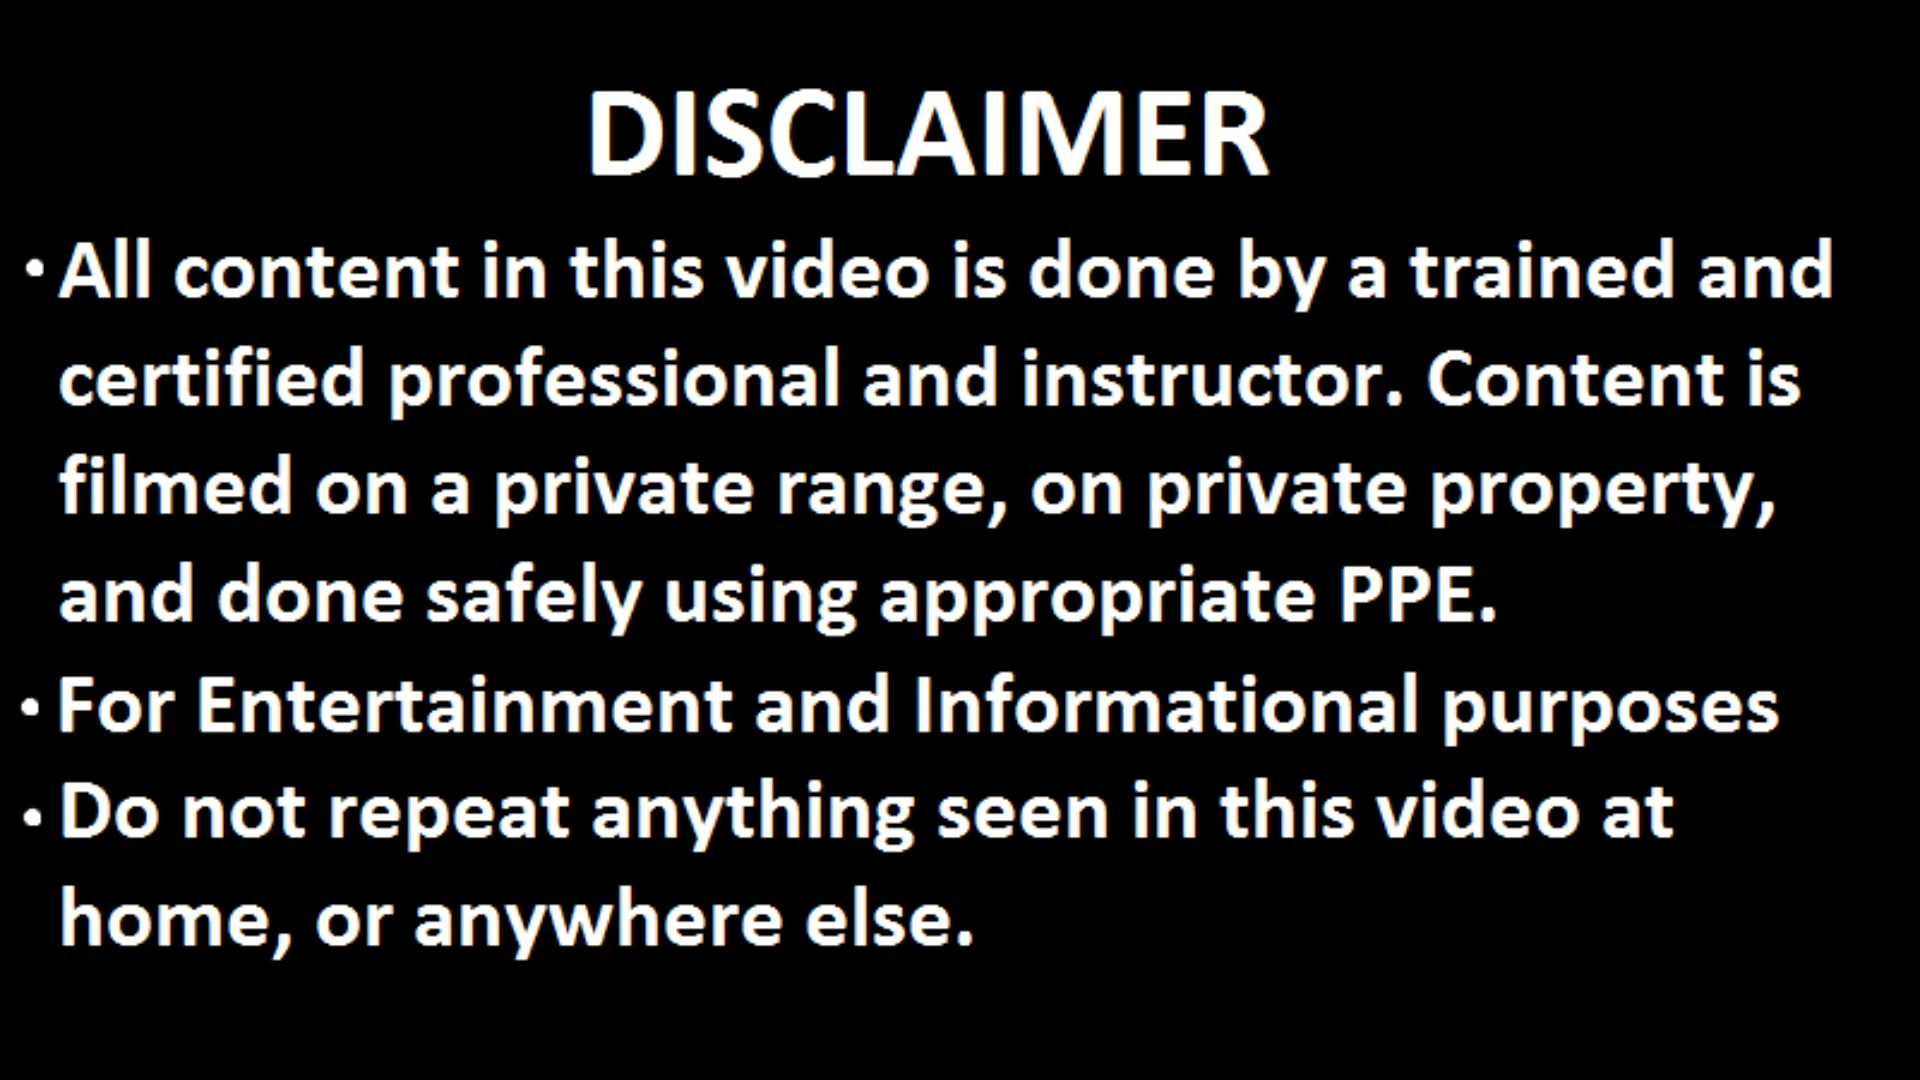 DISCLAIMER
• All content in this video is done by a trained and
certified professional and instructor. Content is
filmed on a private range, on private property,
and done safely using appropriate PPE.
• For Entertainment and Informational purposes
• Do not repeat anything seen in this video at
home, or anywhere else.